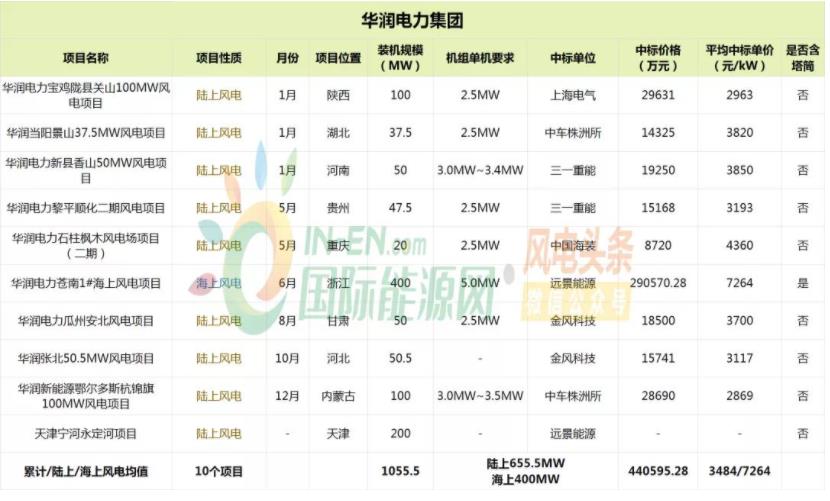 华润电力集团
项目名称 项目性质 月份 项目位置 装机规模（MW） 机组单机要求 中标单位 中标价格（万元） 平均中标单价（元/kW） 是否含塔筒
华润电力宝鸡陇县关山100MW风电项目 陆上风电 1月 陕西 100 2.5MW 上海电气 29631 2963 否
华润当阳景山37.5MW风电项目 陆上风电 1月 湖北 37.5 2.5MW 中车株洲所 14325 3820 否
华润电力新县香山50MW风电项目 陆上风电 1月 河南 50 3.0MW~3.4MW 三一重能 19250 3850 否
华润电力黎平顺化二期风电项目 陆上风电 5月 贵州 47.5 2.5MW 三一重能 15168 3193 否
华润电力石柱枫木风电场项目（二期） 陆上风电 5月 重庆 20 2.5MW 中国海装 8720 4360 否
华润电力苍南1#海上风电项目 海上风电 6月 浙江 400 5.0MW 远景能源 290570.28 7264 是
华润电力瓜州安北风电项目 陆上风电 8月 甘肃 50 2.5MW 金风科技 18500 3700 否
华润张北50.5MW风电项目 陆上风电 10月 河北 50.5 - 金风科技 15741 3117 否
华润新能源鄂尔多斯杭锦旗100MW风电项目 陆上风电 12月 内蒙古 100 3.0MW~3.5MW 中车株洲所 28690 2869 否
天津宁河永定河项目 陆上风电 - 天津 200 远景能源 - - 否
累计/陆上/海上风电均值 10个项目 1055.5 陆上655.5MW 海上400MW 440595.28 3484/7264
IN-EN.com
国际能源网
风电头条
微信公众号